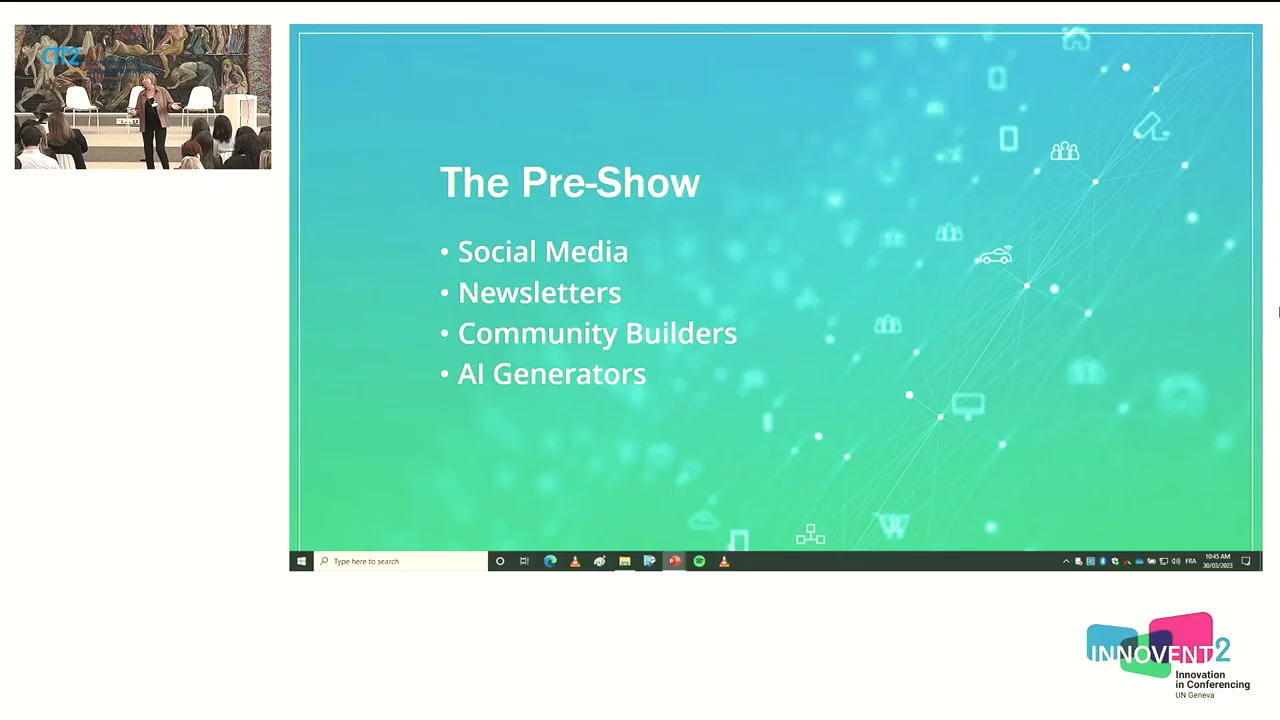 The Pre-Show
• Social Media
• Newsletters
• Community Builders
• AI Generators
Type here to search
FRA
10:45 AM
30/03/2023
INNOVENT2
Innovation
in Conferencing
UN Geneva